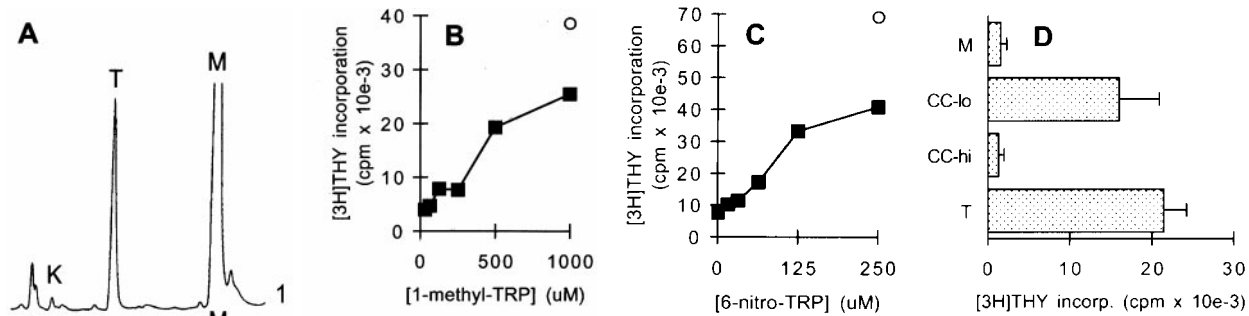 A
T
M
K
1
M
B
[3H]THY incorporation
(cpm x 10e-3)
40
30
20
10
0
0 500 1000
[1-methyl-TRP] (uM)
C
[3H]THY incorporation
(cpm x 10e-3)
70
60
50
40
30
20
10
0
0 125 250
[6-nitro-TRP] (uM)
D
M
CC-lo
CC-hi
T
0 10 20 30
[3H]THY incorp. (cpm x 10e-3)